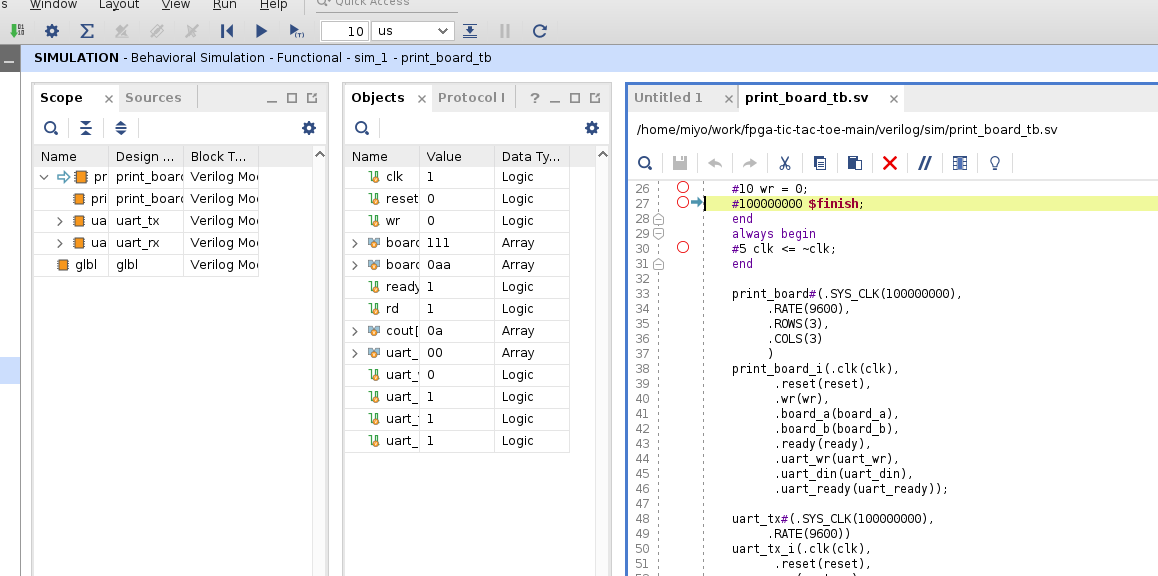 s Window Layout View Run Help Quick Access
10 us
SIMULATION - Behavioral Simulation - Functional - sim_1 - print_board_tb
Scope Sources
Name Design ... Block T...
pr print_board Verilog Mo
pri print_board Verilog Mo
ua uart_tx Verilog Mo
ua uart_rx Verilog Mo
glbl glbl Verilog Mo
Objects Protocol I ?
Name Value Data Ty...
clk 1 Logic
reset 0 Logic
wr 0 Logic
board 111 Array
board 0aa Array
ready 1 Logic
rd 1 Logic
cout[ 0a Array
uart_ 00 Array
uart_ 0 Logic
uart_ 1 Logic
uart_ 1 Logic
uart_ 1 Logic
Untitled 1 print_board_tb.sv
/home/miyo/work/fpga-tic-tac-toe-main/verilog/sim/print_board_tb.sv
26 #10 wr = 0;
27 #100000000 $finish;
28 end
29 always begin
30 #5 clk <= ~clk;
31 end
32
33 print_board#(.SYS_CLK(100000000),
34 .RATE(9600),
35 .ROWS(3),
36 .COLS(3)
37 )
38 print_board_i(.clk(clk),
39 .reset(reset),
40 .wr(wr),
41 .board_a(board_a),
42 .board_b(board_b),
43 .ready(ready),
44 .uart_wr(uart_wr),
45 .uart_din(uart_din),
46 .uart_ready(uart_ready));
47
48 uart_tx#(.SYS_CLK(100000000),
49 .RATE(9600))
50 uart_tx_i(.clk(clk),
51 .reset(reset),